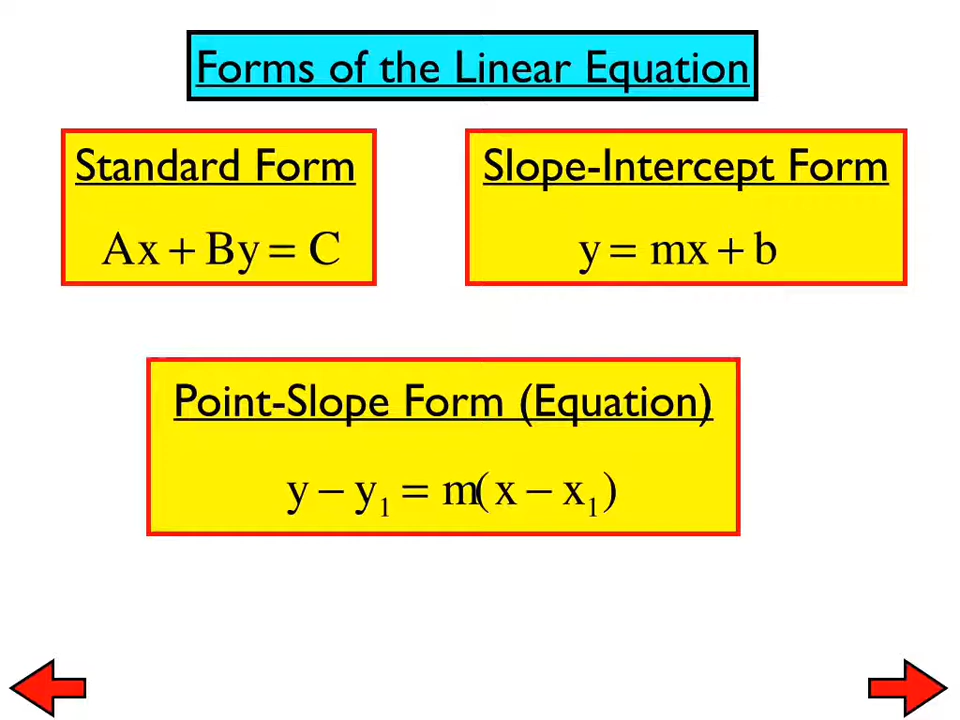 Forms of the Linear Equation
Standard Form
Ax + By = C
Slope-Intercept Form
y = mx + b
Point-Slope Form (Equation)
y − y₁ = m(x − x₁)